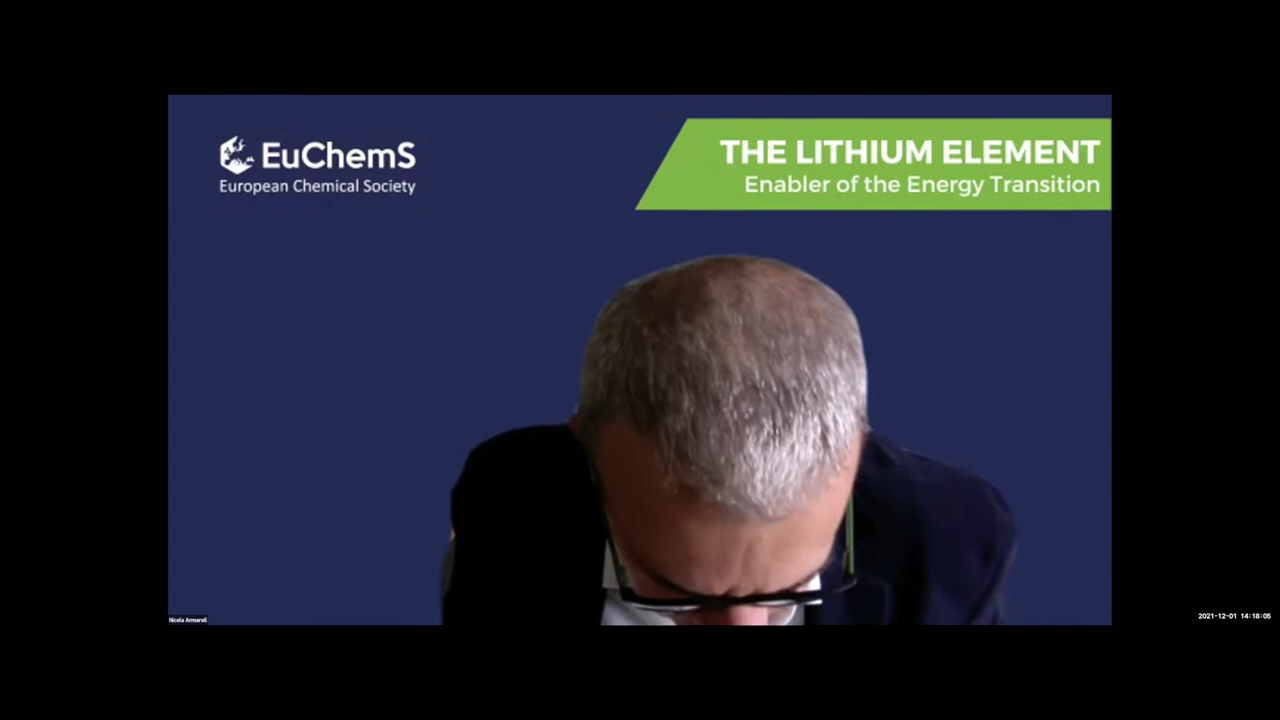 EuChemS
European Chemical Society
THE LITHIUM ELEMENT
Enabler of the Energy Transition
Nicola Armaroli
2021-12-01 14:18:05